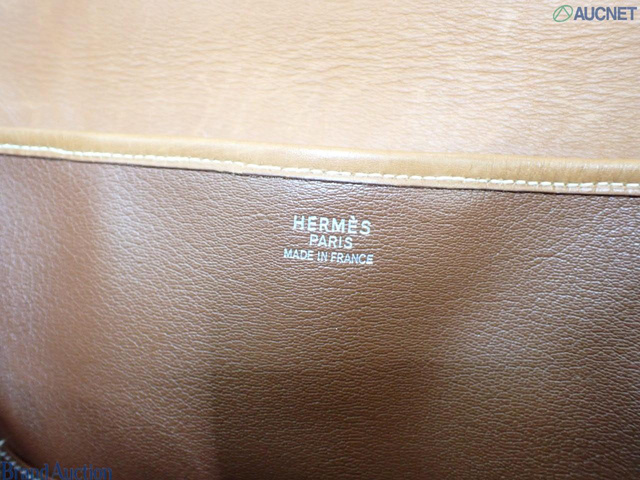 AUCNET
HERMÈS
PARIS
MADE IN FRANCE
Brand Auction